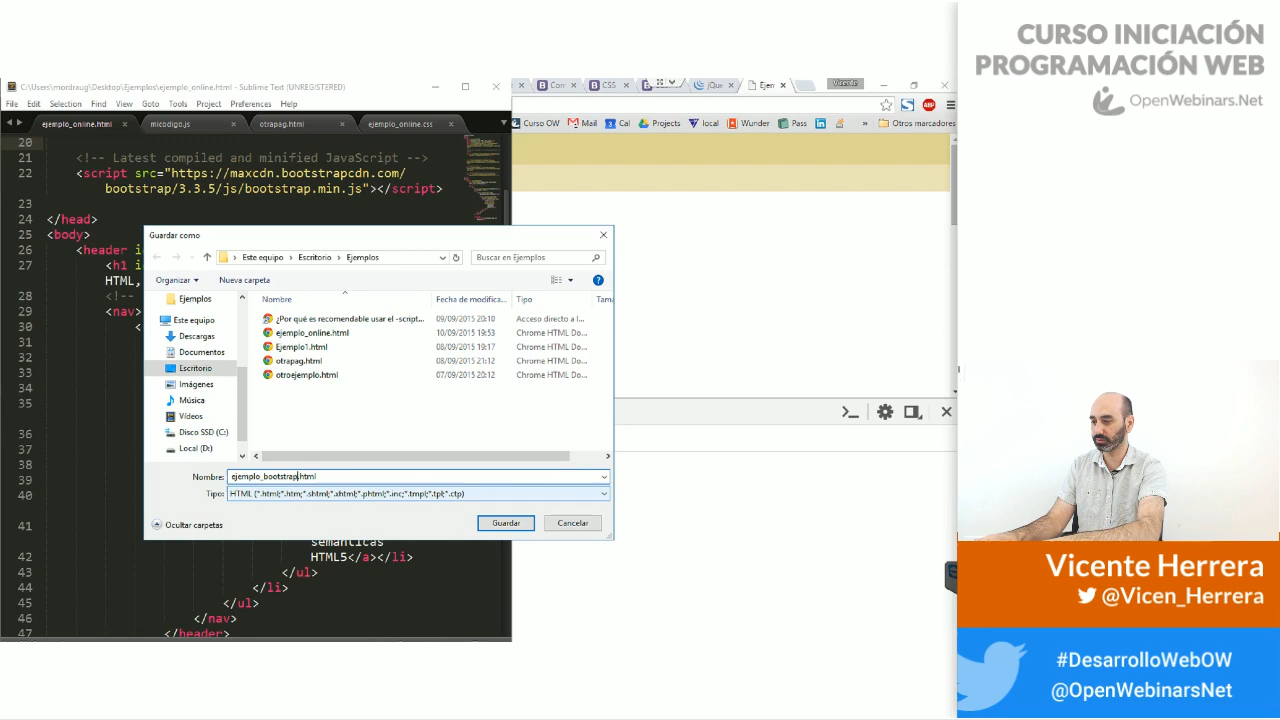 CURSO INICIACIÓN
PROGRAMACIÓN WEB
OpenWebinars.Net
C:\Users\mordraug\Desktop\Ejemplos\ejemplo_online.html - Sublime Text (UNREGISTERED)
File Edit Selection Find View Goto Tools Project Preferences Help
ejemplo_online.html × micodigo.js × otrapag.html × ejemplo_online.css ×
Cor × CSS × jQue × Ejem × Vicente
Curso OW Mail Cal Projects local Wunder Pass » Otros marcadores
20
21 <!-- Latest compiled and minified JavaScript -->
22 <script src="https://maxcdn.bootstrapcdn.com/
bootstrap/3.3.5/js/bootstrap.min.js"></script>
23
24 </head>
25 <body>
26 <header i
27 <h1 i
HTML,
28 <!--
29 <nav>
30 <
31
32
33
34
35
36
37
38
39
40
41
semánticas
42 HTML5</a></li>
43 </ul>
44 </li>
45 </ul>
46 </nav>
47 </header>
Guardar como
Este equipo > Escritorio > Ejemplos
Buscar en Ejemplos
Organizar Nueva carpeta
Ejemplos
Este equipo
Descargas
Documentos
Escritorio
Imágenes
Música
Vídeos
Disco SSD (C:)
Local (D:)
Nombre Fecha de modifica... Tipo Tama
¿Por qué es recomendable usar el -script... 09/09/2015 20:10 Acceso directo a I...
ejemplo_online.html 10/09/2015 19:53 Chrome HTML Do...
Ejemplo1.html 08/09/2015 19:17 Chrome HTML Do...
otrapag.html 08/09/2015 21:12 Chrome HTML Do...
otroejemplo.html 07/09/2015 20:12 Chrome HTML Do...
Nombre: ejemplo_bootstrap.html
Tipo: HTML (*.html;*.htm;*.shtml;*.xhtml;*.phtml;*.inc;*.tmpl;*.tpl;*.ctp)
Ocultar carpetas
Guardar Cancelar
Vicente Herrera
@Vicen_Herrera
#DesarrolloWebOW
@OpenWebinarsNet